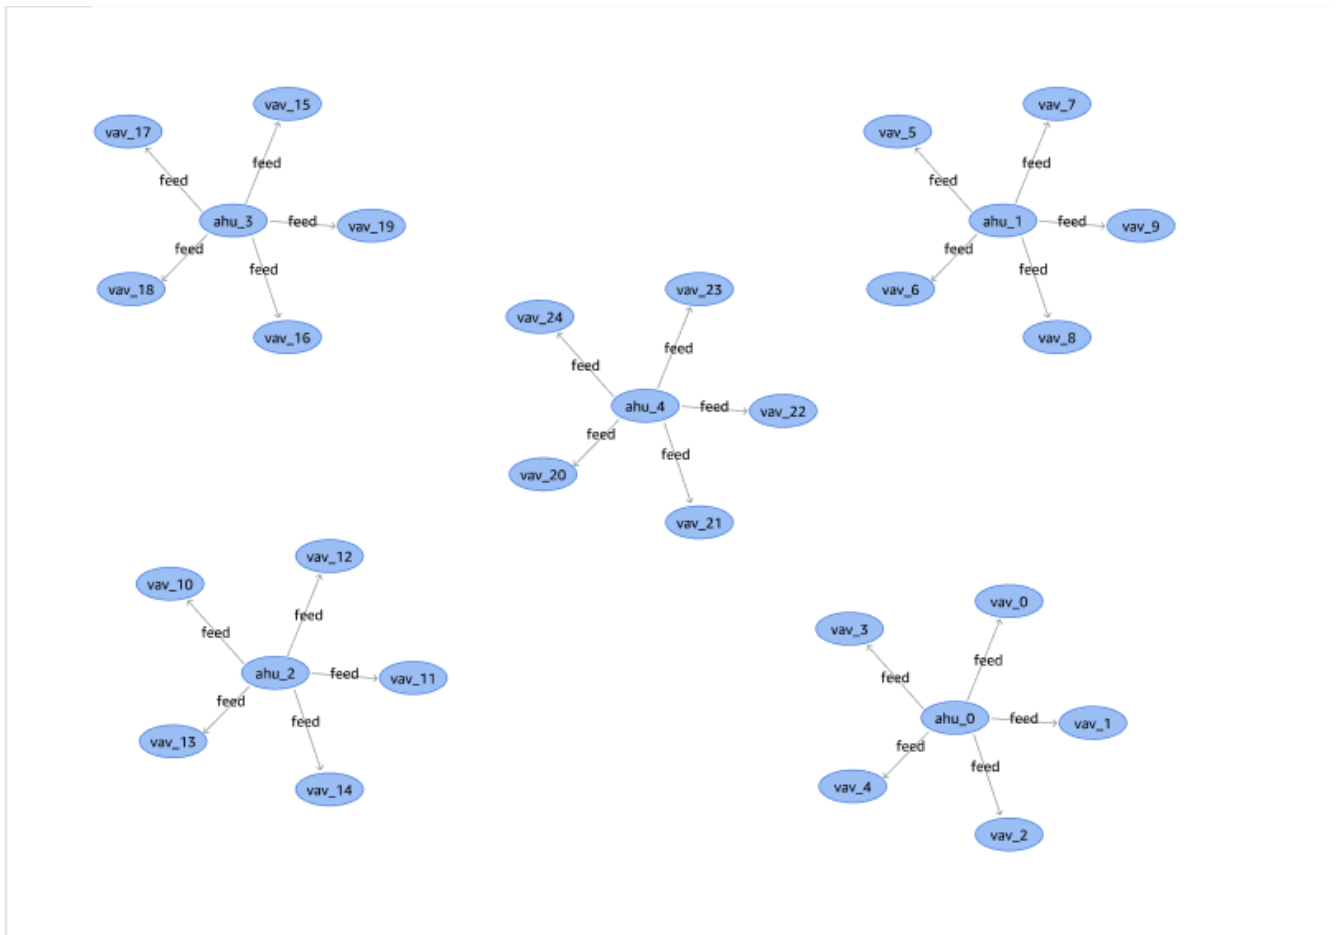 vav_15
vav_17
feed
feed
ahu_3
feed
vav_19
feed
vav_18
feed
vav_16
vav_7
vav_5
feed
feed
ahu_1
feed
vav_9
feed
vav_6
feed
vav_8
vav_23
vav_24
feed
feed
ahu_4
feed
vav_22
feed
vav_20
feed
vav_21
vav_12
vav_10
feed
feed
ahu_2
feed
vav_11
feed
vav_13
feed
vav_14
vav_0
vav_3
feed
feed
ahu_0
feed
vav_1
feed
vav_4
feed
vav_2